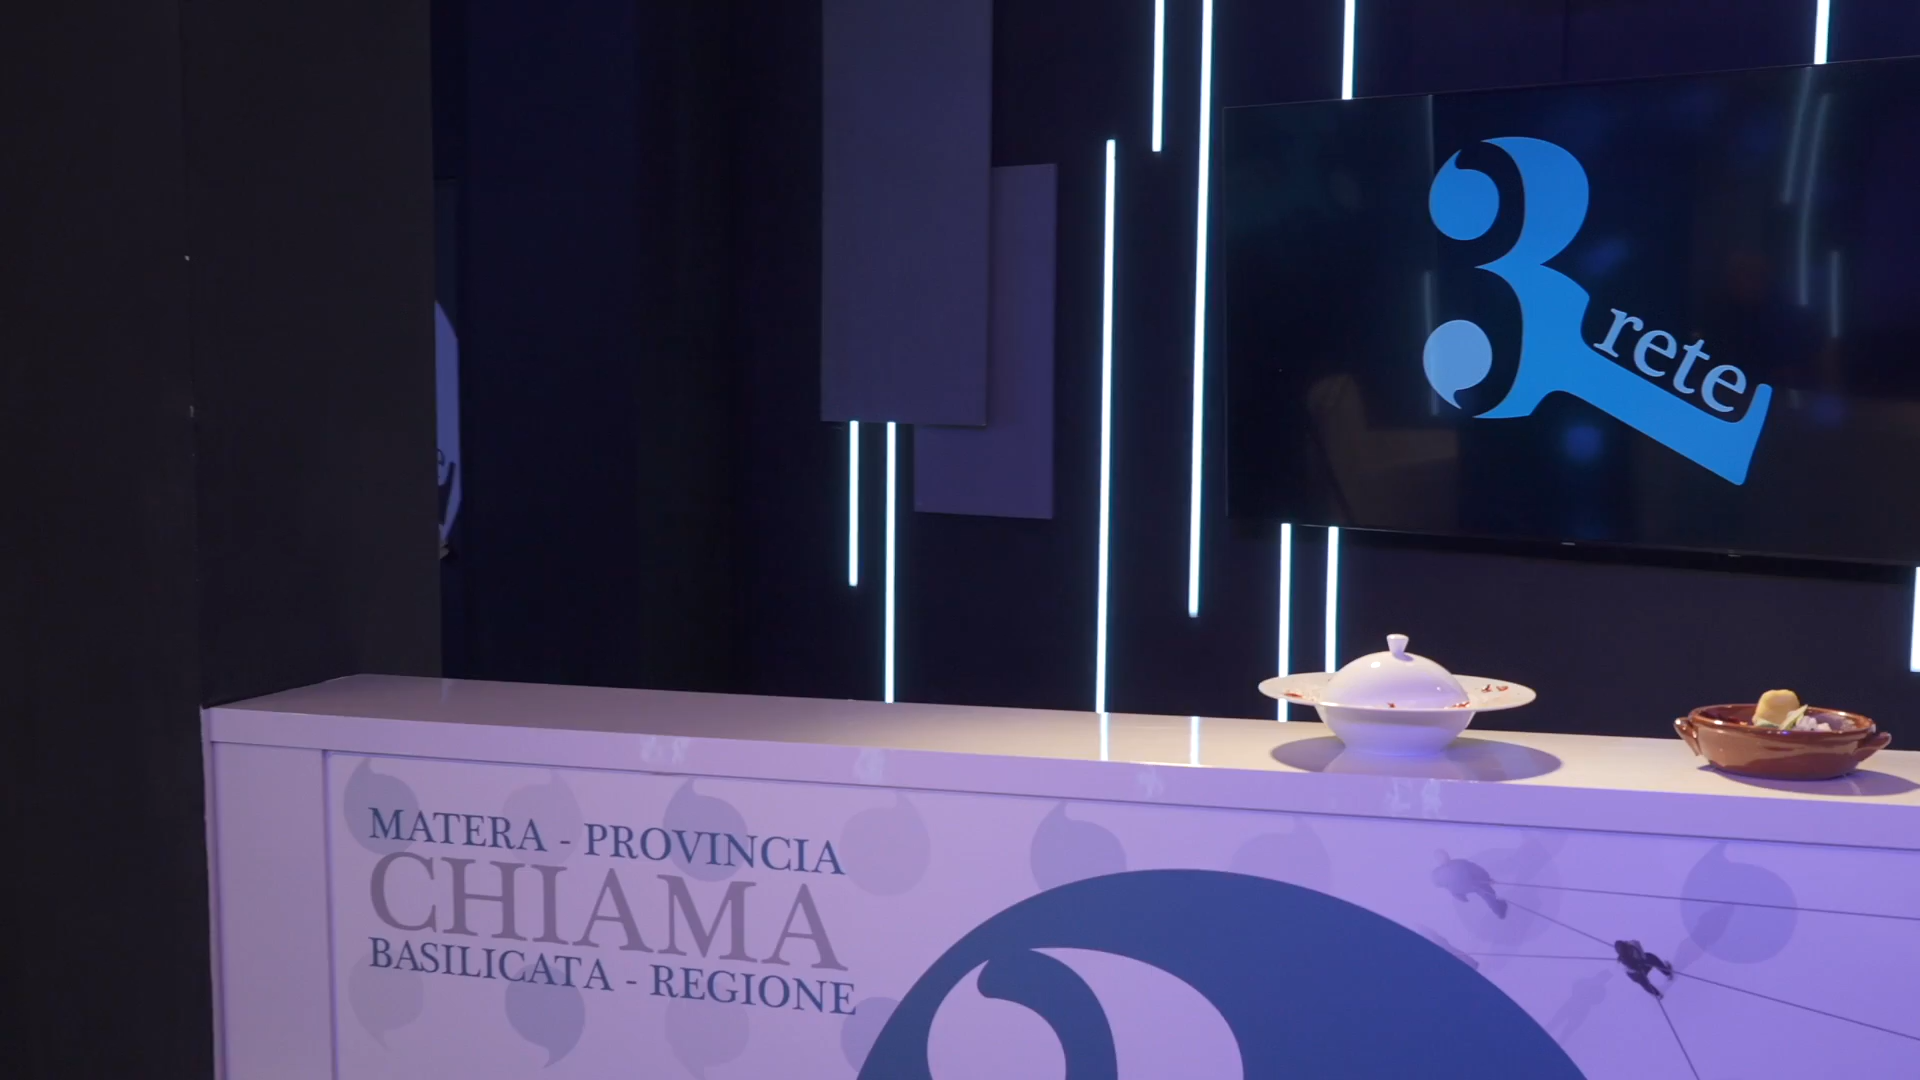 3
rete
MATERA - PROVINCIA
CHIAMA
BASILICATA - REGIONE